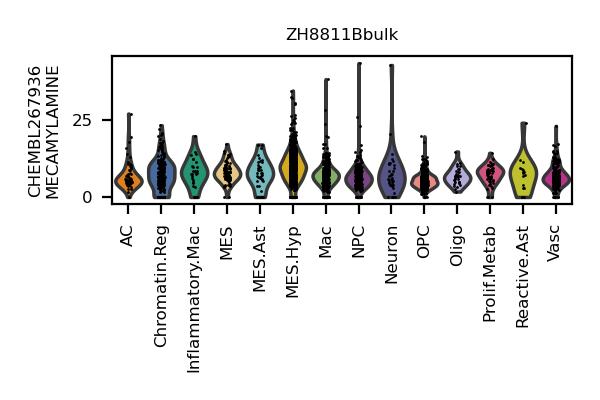 ZH8811Bbulk
CHEMBL267936
MECAMYLAMINE
25
0
AC
Chromatin.Reg
Inflammatory.Mac
MES
MES.Ast
MES.Hyp
Mac
NPC
Neuron
OPC
Oligo
Prolif.Metab
Reactive.Ast
Vasc